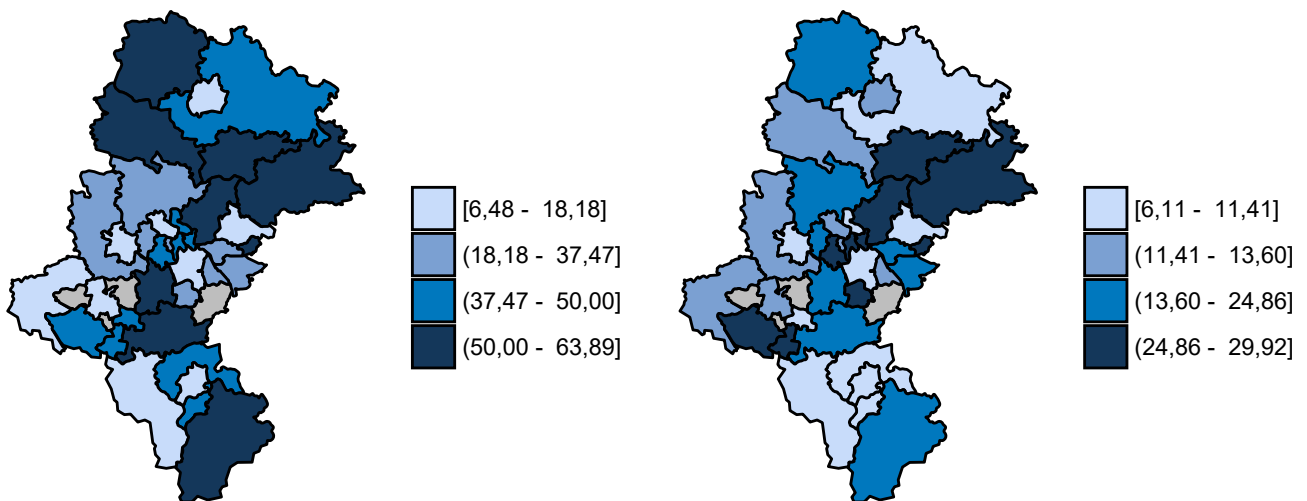 [6,48 - 18,18]
(18,18 - 37,47]
(37,47 - 50,00]
(50,00 - 63,89]
[6,11 - 11,41]
(11,41 - 13,60]
(13,60 - 24,86]
(24,86 - 29,92]